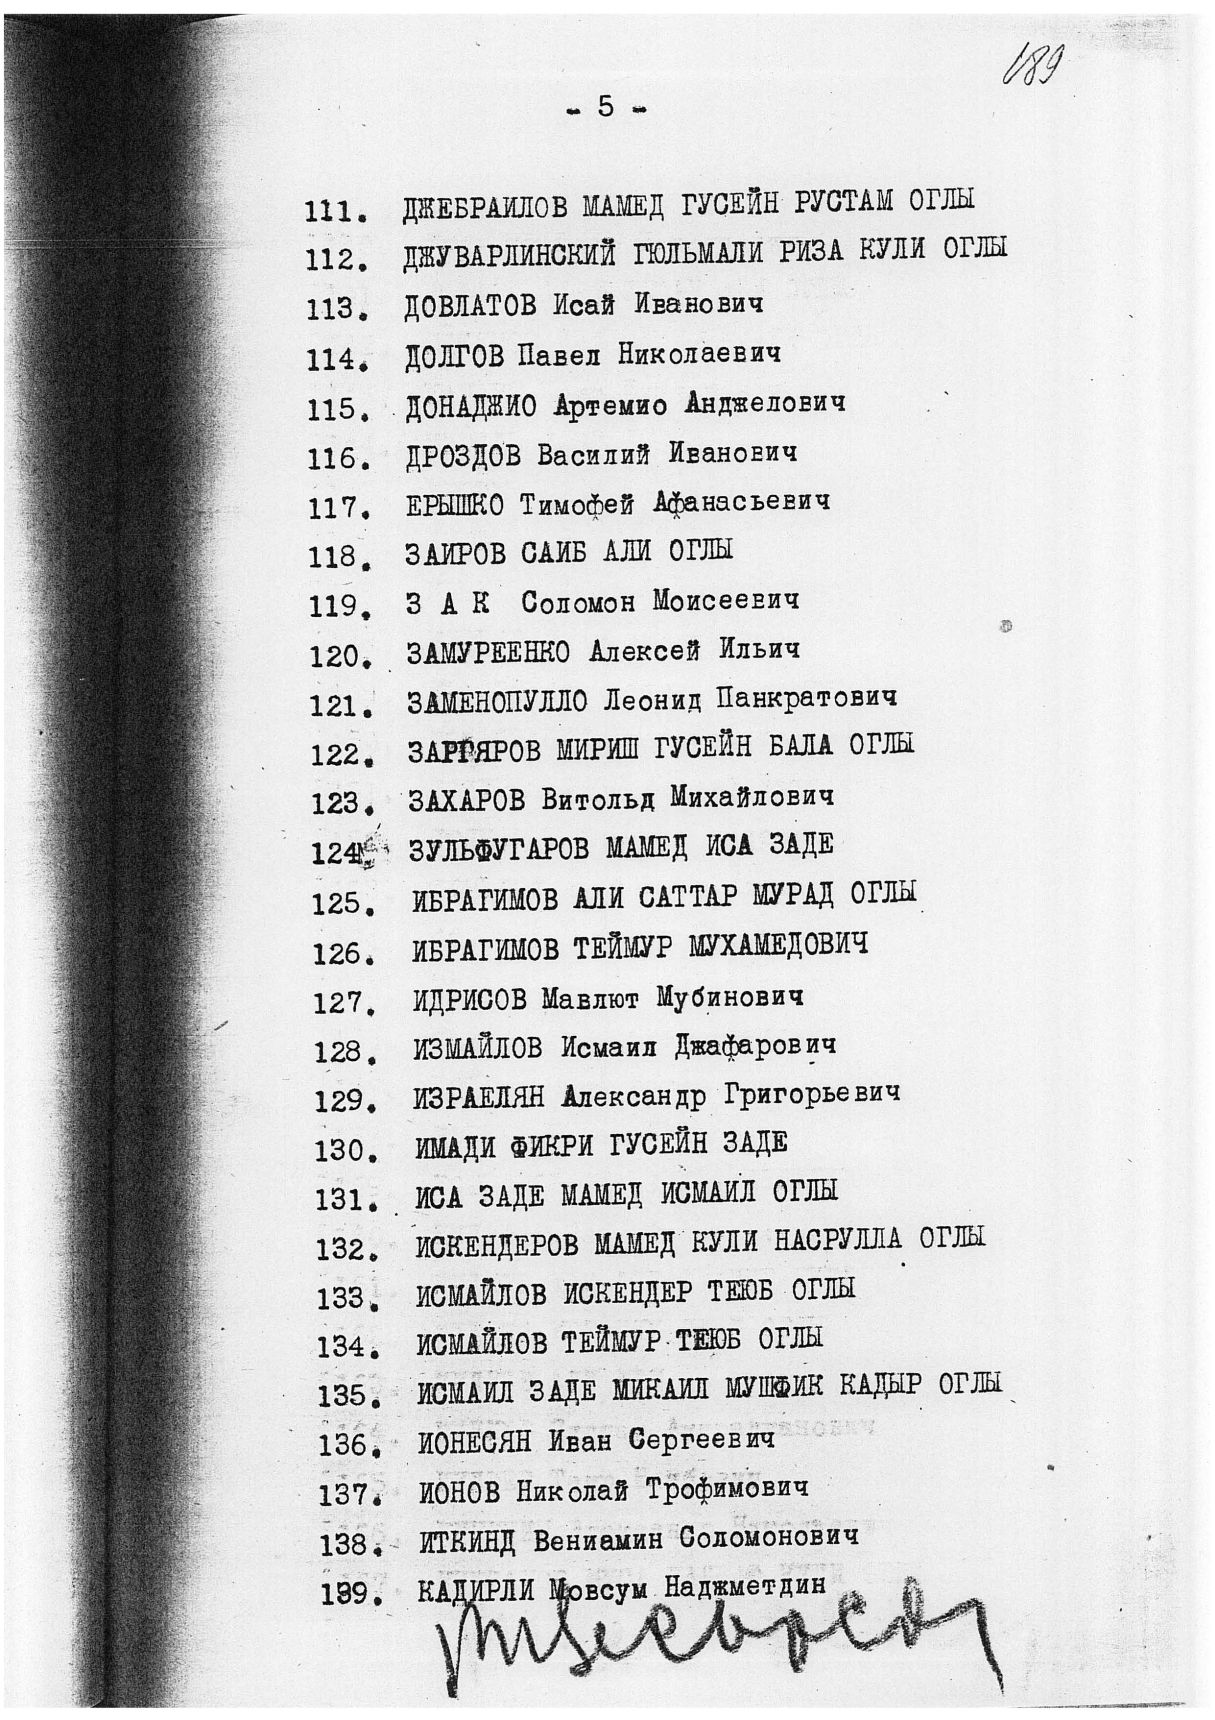 189
- 5 -
111. ДЖЕБРАИЛОВ МАМЕД ГУСЕЙН РУСТАМ ОГЛЫ
112. ДЖУВАРЛИНСКИЙ ГЮЛЬМАЛИ РИЗА КУЛИ ОГЛЫ
113. ДОВЛАТОВ Исай Иванович
114. ДОЛГОВ Павел Николаевич
115. ДОНАДЖИО Артемио Анджелович
116. ДРОЗДОВ Василий Иванович
117. ЕРЫШКО Тимофей Афанасьевич
118. ЗАИРОВ САИБ АЛИ ОГЛЫ
119. З А К Соломон Моисеевич
120. ЗАМУРЕЕНКО Алексей Ильич
121. ЗАМЕНОПУЛЛО Леонид Панкратович
122. ЗАРГЯРОВ МИРИШ ГУСЕЙН БАЛА ОГЛЫ
123. ЗАХАРОВ Витольд Михайлович
124. ЗУЛЬФУГАРОВ МАМЕД ИСА ЗАДЕ
125. ИБРАГИМОВ АЛИ САТТАР МУРАД ОГЛЫ
126. ИБРАГИМОВ ТЕЙМУР МУХАМЕДОВИЧ
127. ИДРИСОВ Мавлют Мубинович
128. ИЗМАЙЛОВ Исмаил Джафарович
129. ИЗРАЕЛЯН Александр Григорьевич
130. ИМАДИ ФИКРИ ГУСЕЙН ЗАДЕ
131. ИСА ЗАДЕ МАМЕД ИСМАИЛ ОГЛЫ
132. ИСКЕНДЕРОВ МАМЕД КУЛИ НАСРУЛЛА ОГЛЫ
133. ИСМАЙЛОВ ИСКЕНДЕР ТЕЮБ ОГЛЫ
134. ИСМАЙЛОВ ТЕЙМУР ТЕЮБ ОГЛЫ
135. ИСМАИЛ ЗАДЕ МИКАИЛ МУШФИК КАДЫР ОГЛЫ
136. ИОНЕСЯН Иван Сергеевич
137. ИОНОВ Николай Трофимович
138. ИТКИНД Вениамин Соломонович
139. КАДИРЛИ Мовсум Наджметдин